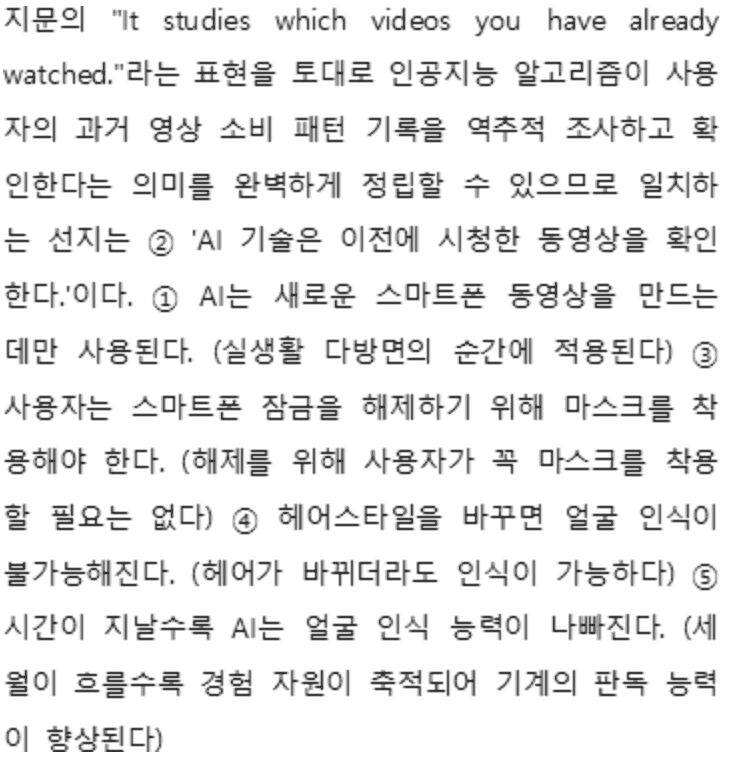 지문의 "It studies which videos you have already
watched."라는 표현을 토대로 인공지능 알고리즘이 사용
자의 과거 영상 소비 패턴 기록을 역추적 조사하고 확
인한다는 의미를 완벽하게 정립할 수 있으므로 일치하
는 선지는 ② 'AI 기술은 이전에 시청한 동영상을 확인
한다.'이다. ① AI는 새로운 스마트폰 동영상을 만드는
데만 사용된다. (실생활 다방면의 순간에 적용된다) ③
사용자는 스마트폰 잠금을 해제하기 위해 마스크를 착
용해야 한다. (해제를 위해 사용자가 꼭 마스크를 착용
할 필요는 없다) ④ 헤어스타일을 바꾸면 얼굴 인식이
불가능해진다. (헤어가 바뀌더라도 인식이 가능하다) ⑤
시간이 지날수록 AI는 얼굴 인식 능력이 나빠진다. (세
월이 흐를수록 경험 자원이 축적되어 기계의 판독 능력
이 향상된다)